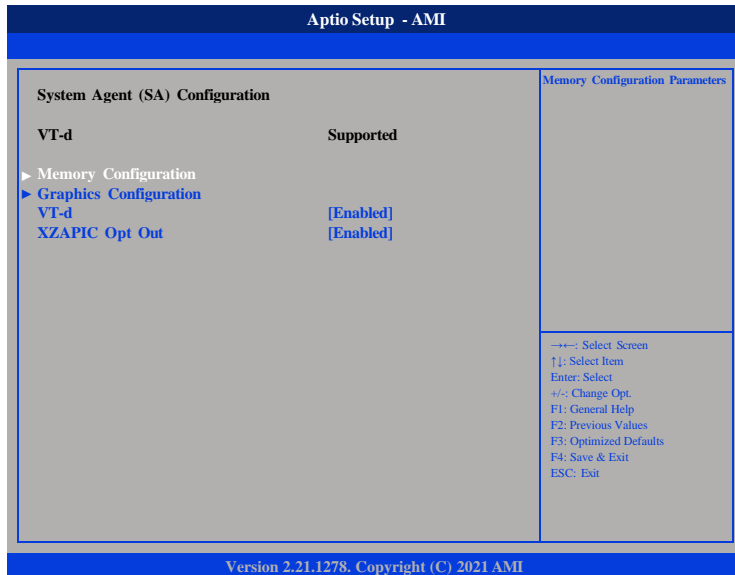 Aptio Setup - AMI
System Agent (SA) Configuration
VT-d Supported
► Memory Configuration
► Graphics Configuration
VT-d [Enabled]
XZAPIC Opt Out [Enabled]
Memory Configuration Parameters
→←: Select Screen
↑↓: Select Item
Enter: Select
+/-: Change Opt.
F1: General Help
F2: Previous Values
F3: Optimized Defaults
F4: Save & Exit
ESC: Exit
Version 2.21.1278. Copyright (C) 2021 AMI